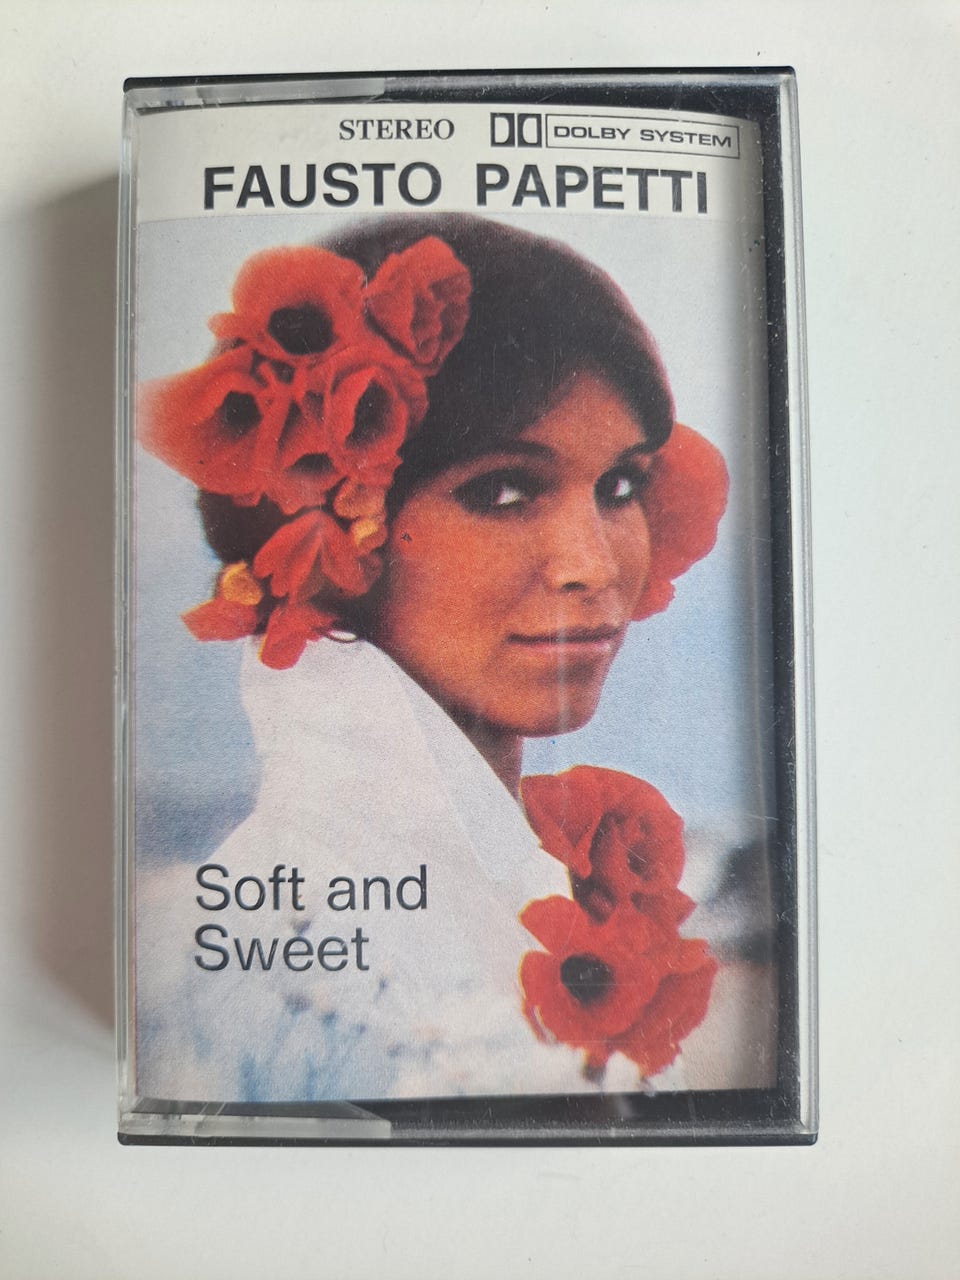 STEREO DOLBY SYSTEM
FAUSTO PAPETTI
Soft and
Sweet